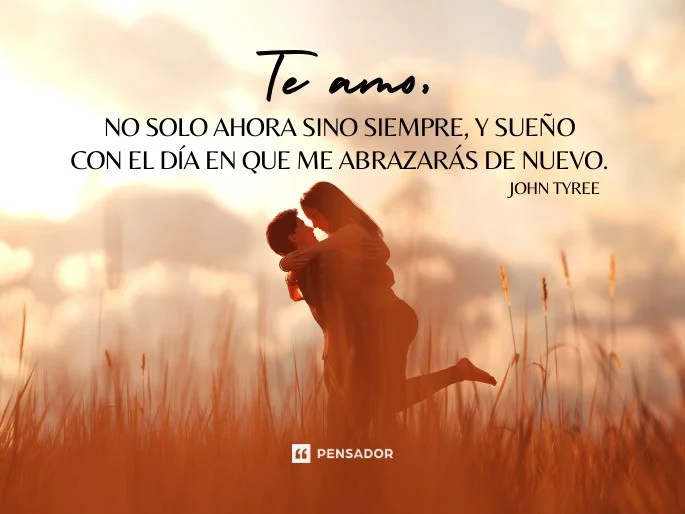 Te amo,
NO SOLO AHORA SINO SIEMPRE, Y SUEÑO
CON EL DÍA EN QUE ME ABRAZARÁS DE NUEVO.
JOHN TYREE
PENSADOR